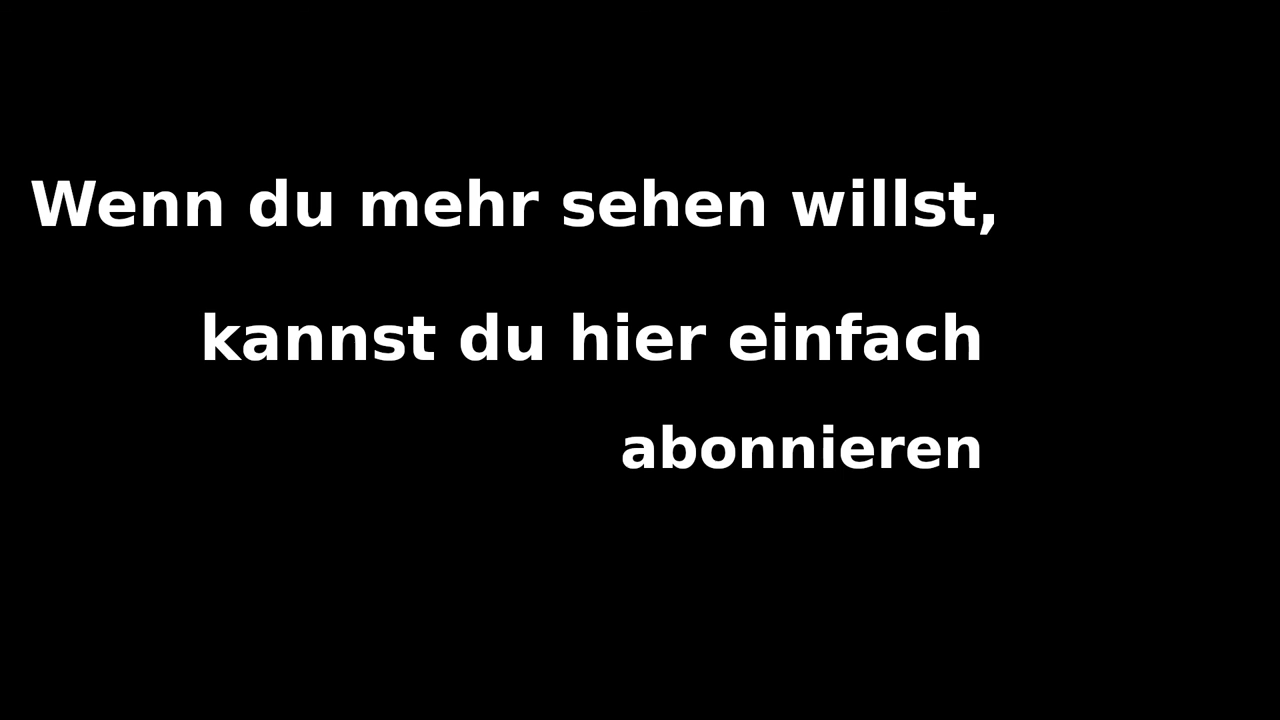 Wenn du mehr sehen willst,
kannst du hier einfach
abonnieren